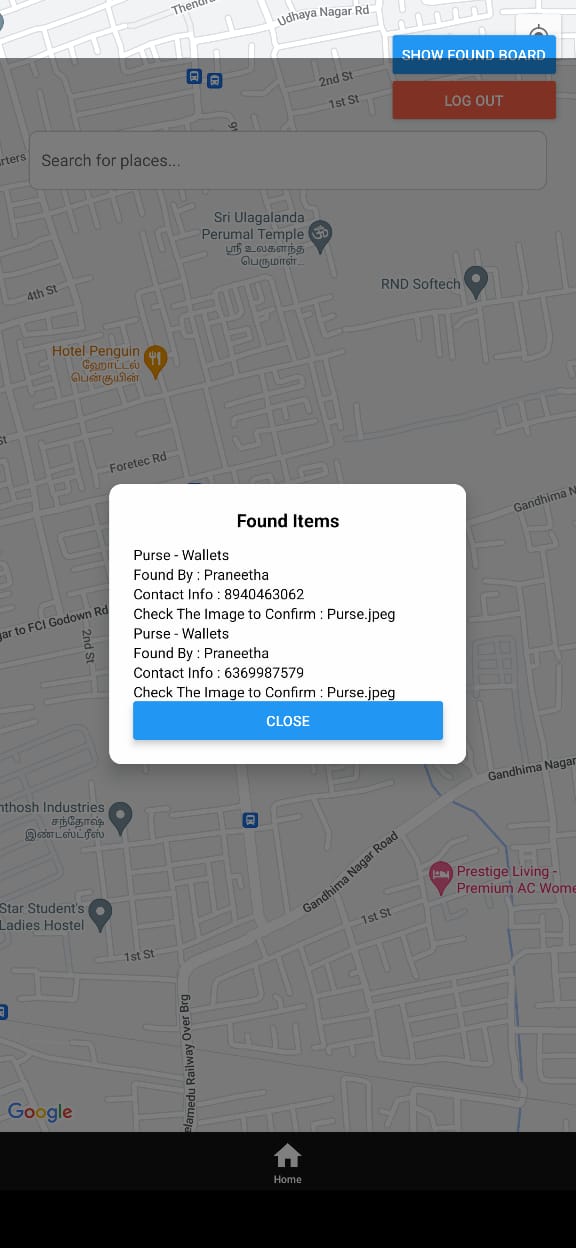 Thendra
Udhaya Nagar Rd
SHOW FOUND BOARD
2nd St
1st St
LOG OUT
9t
rters
Search for places...
Sri Ulagalanda
Perumal Temple
ஸ்ரீ உலகளந்த
பெருமாள்...
RND Softech
4th St
Hotel Penguin
ஹோட்டல்
பென்குயின்
St
Foretec Rd
Gandhima N
Found Items
Purse - Wallets
Found By : Praneetha
Contact Info : 8940463062
Check The Image to Confirm : Purse.jpeg
Purse - Wallets
Found By : Praneetha
Contact Info : 6369987579
Check The Image to Confirm : Purse.jpeg
CLOSE
ar to FCI Godown Rd
2nd St
Gandhima Nagar
nthosh Industries
சந்தோஷ்
இண்டஸ்ட்ரீஸ்
Gandhima Nagar Road
Prestige Living -
Premium AC Wome
Star Student's
Ladies Hostel
1st St
1st St
elamedu Railway Over Brg
Google
Home